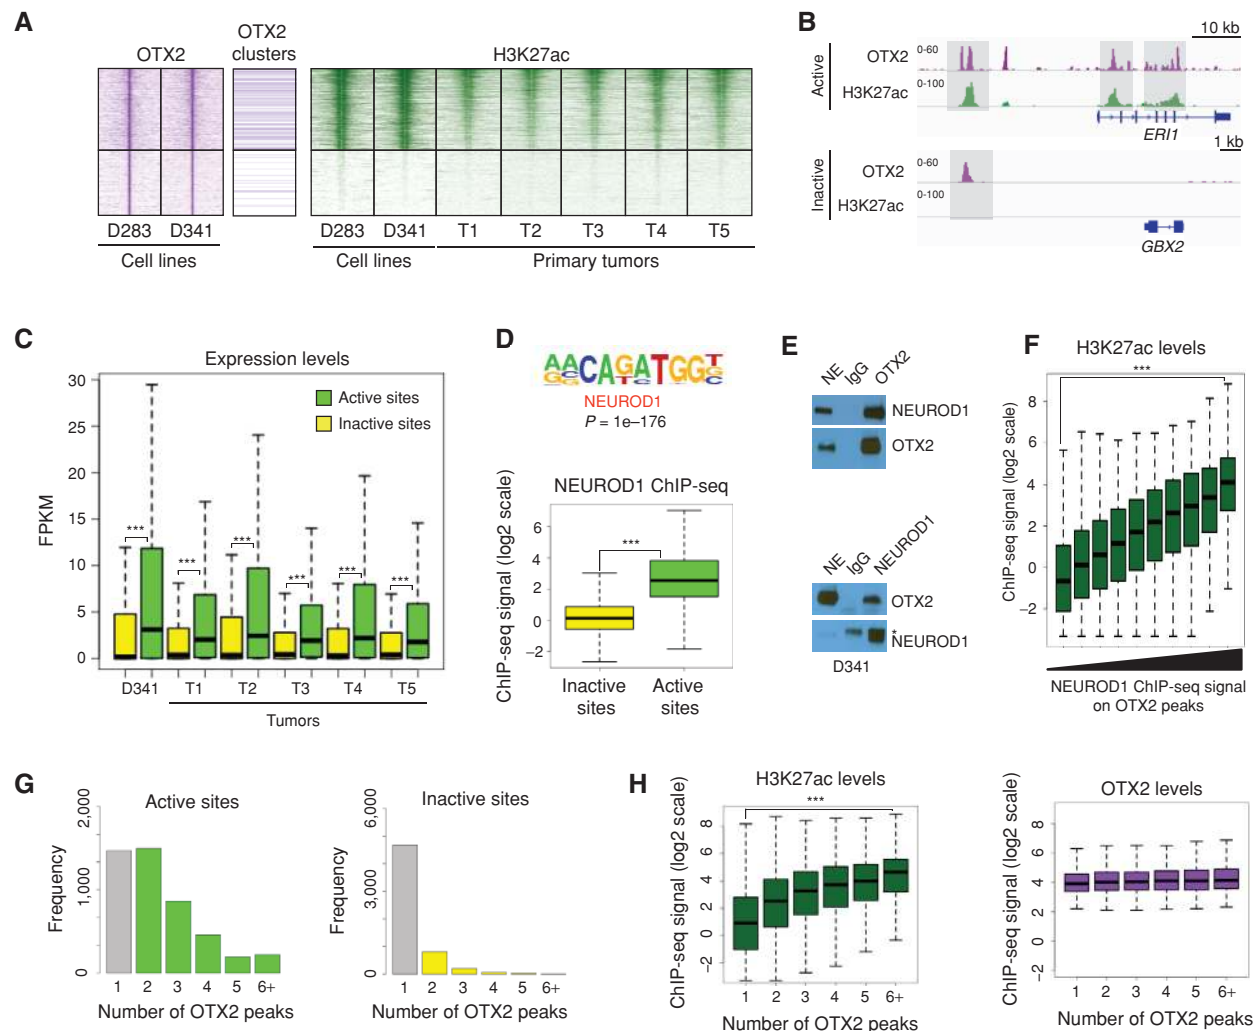 A
OTX2
OTX2
clusters
H3K27ac
D283
D341
D283
D341
T1
T2
T3
T4
T5
Cell lines
Cell lines
Primary tumors
B
10 kb
Active
OTX2
0-60
H3K27ac
0-100
ERI1
1 kb
Inactive
OTX2
0-60
H3K27ac
0-100
GBX2
C
Expression levels
FPKM
30
25
20
15
10
5
0
Active sites
Inactive sites
***
***
***
***
***
***
D341
T1
T2
T3
T4
T5
Tumors
D
AACAGATGGT
NEUROD1
P = 1e–176
NEUROD1 ChIP-seq
ChIP-seq signal (log2 scale)
6
4
2
0
–2
***
Inactive
sites
Active
sites
E
NE
IgG
OTX2
NEUROD1
OTX2
NE
IgG
NEUROD1
OTX2
*
NEUROD1
D341
F
H3K27ac levels
***
ChIP-seq signal (log2 scale)
8
6
4
2
0
–2
NEUROD1 ChIP-seq signal
on OTX2 peaks
G
Active sites
Frequency
2,000
1,000
0
1
2
3
4
5
6+
Number of OTX2 peaks
Inactive sites
Frequency
6,000
3,000
0
1
2
3
4
5
6+
Number of OTX2 peaks
H
H3K27ac levels
***
ChIP-seq signal (log2 scale)
8
6
4
2
0
–2
1
2
3
4
5
6+
Number of OTX2 peaks
OTX2 levels
ChIP-seq signal (log2 scale)
8
6
4
2
0
–2
1
2
3
4
5
6+
Number of OTX2 peaks